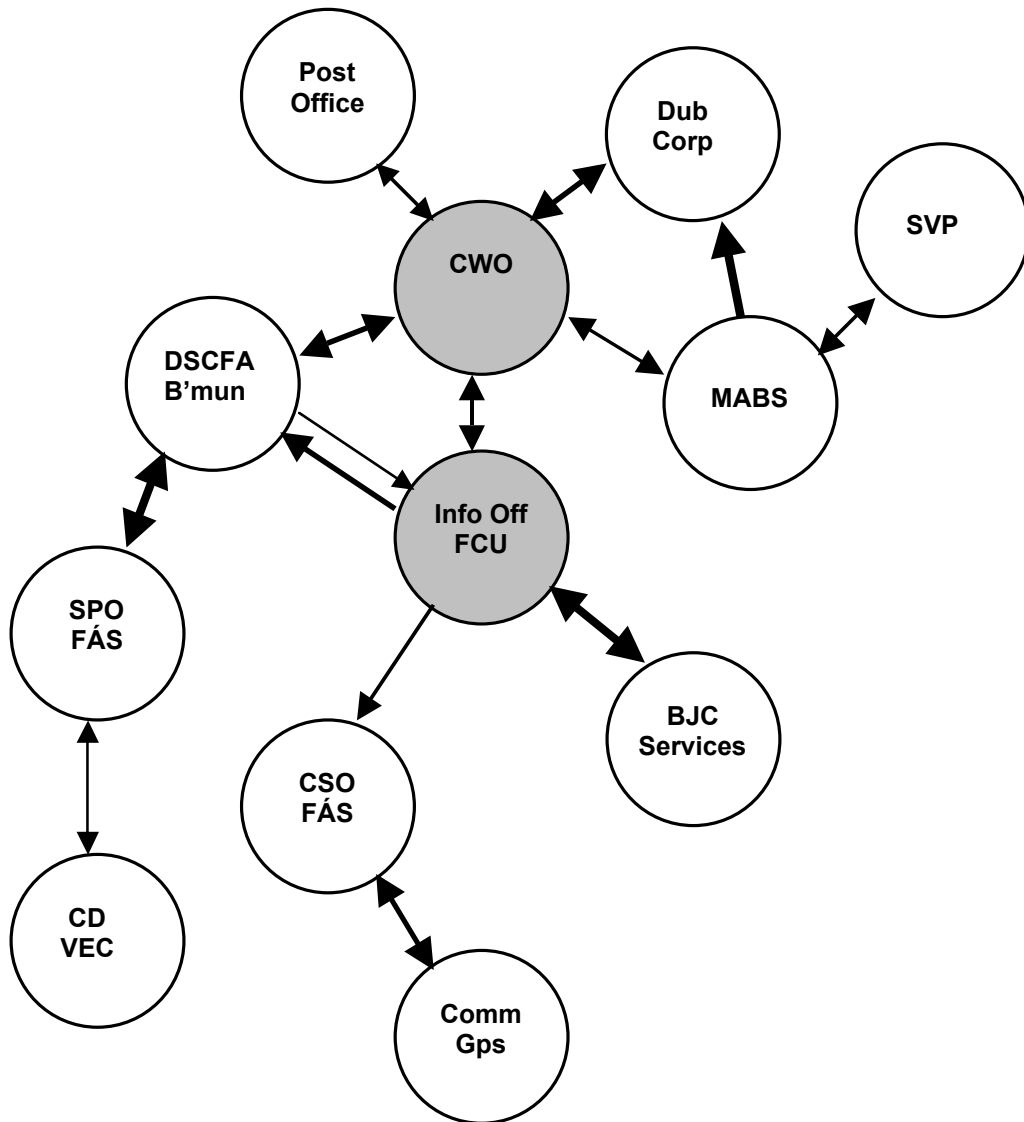 Post
Office
Dub
Corp
SVP
CWO
DSCFA
B’mun
MABS
Info Off
FCU
SPO
FÁS
BJC
Services
CSO
FÁS
CD
VEC
Comm
Gps